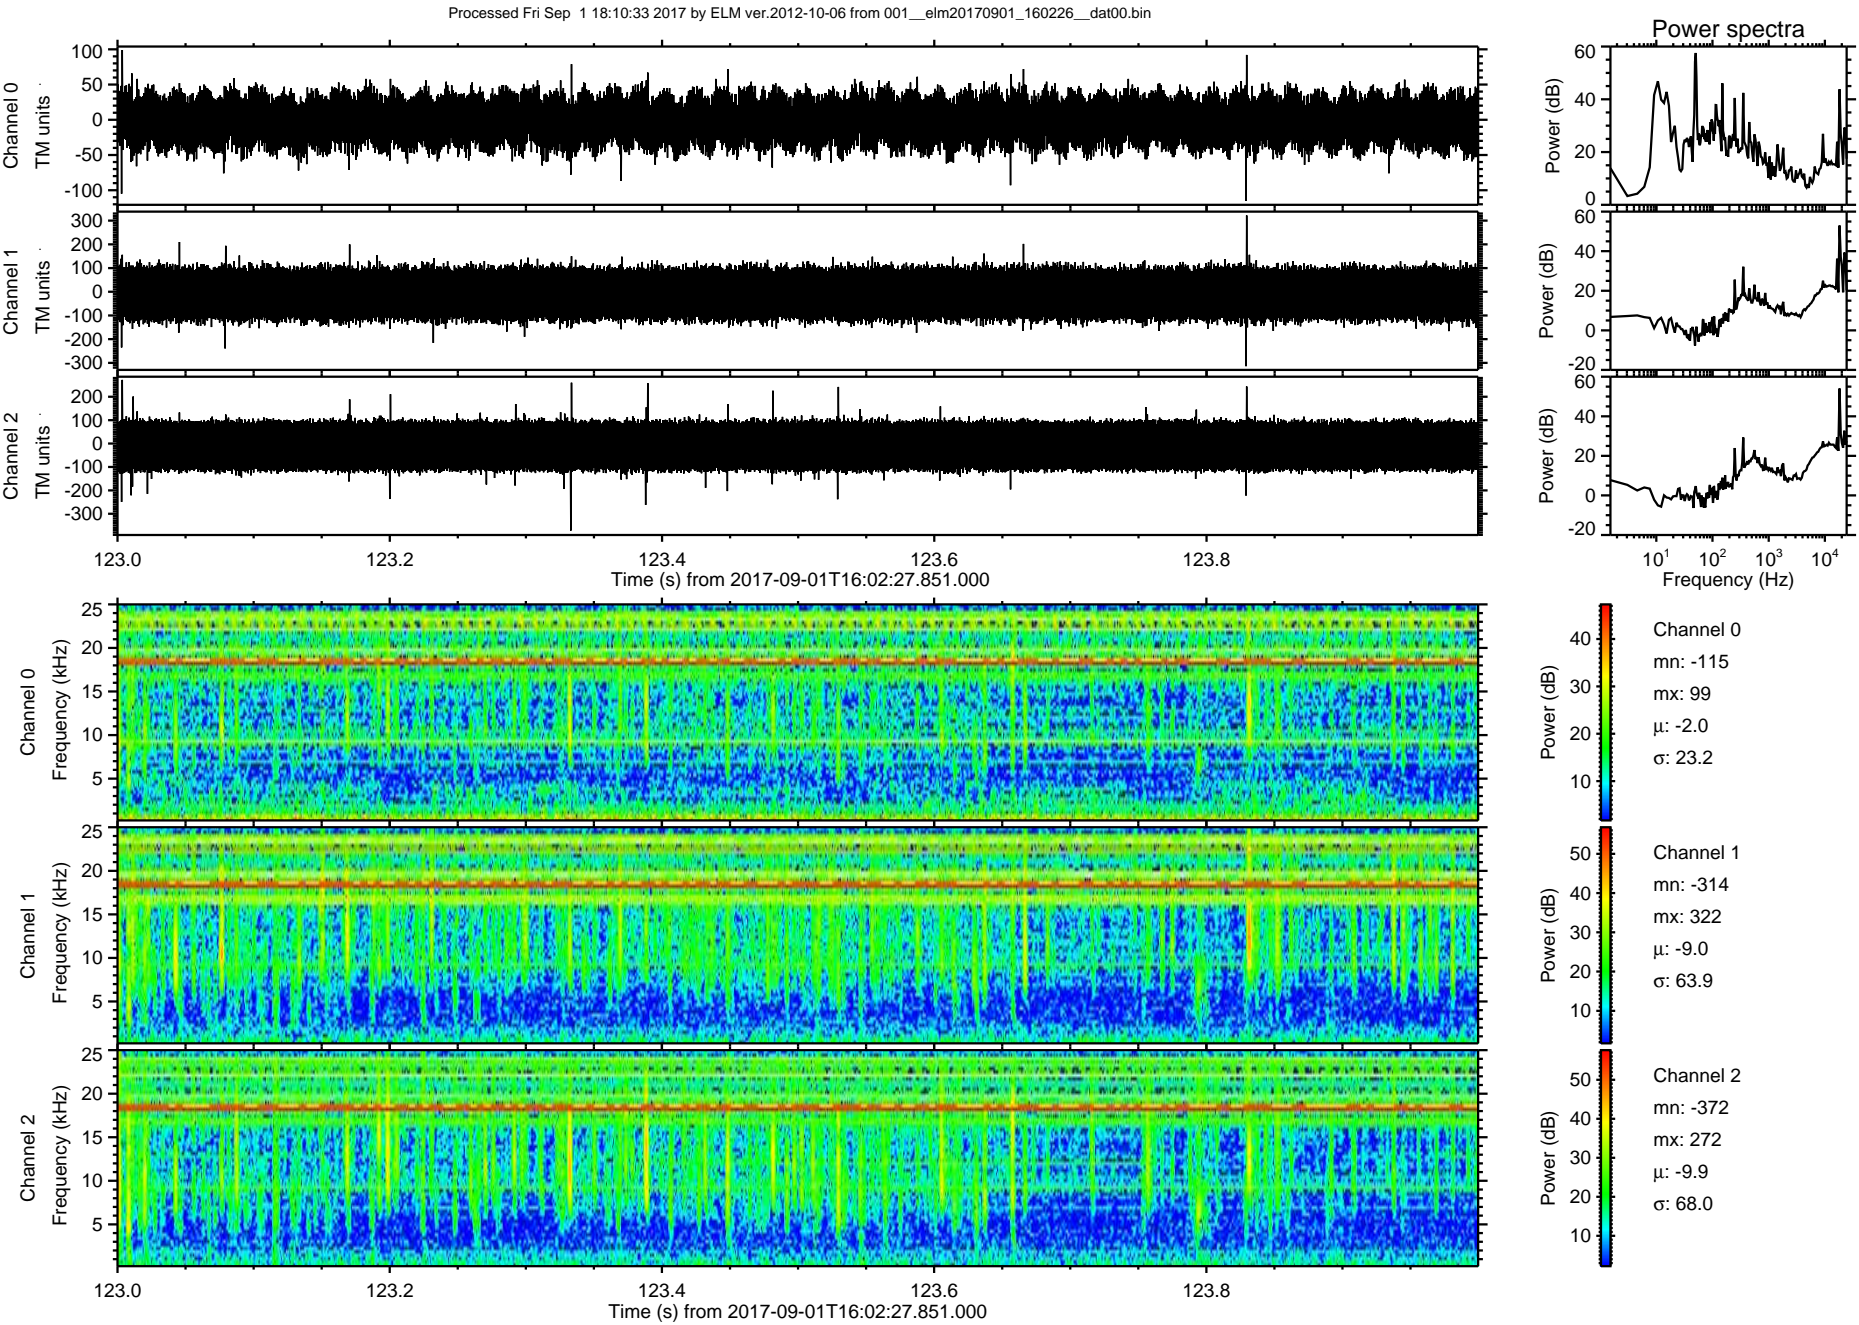 Processed Fri Sep  1 18:10:33 2017 by ELM ver.2012-10-06 from 001__elm20170901_160226__dat00.bin
Power spectra
Channel 0
TM units
100
50
0
-50
-100
Power (dB)
60
40
20
0
Channel 1
TM units
300
200
100
0
-100
-200
-300
Power (dB)
60
40
20
0
-20
Channel 2
TM units
200
100
0
-100
-200
-300
Power (dB)
60
40
20
0
-20
123.0 123.2 123.4 123.6 123.8
Time (s) from 2017-09-01T16:02:27.851.000
10^1 10^2 10^3 10^4
Frequency (Hz)
Channel 0
Frequency (kHz)
25
20
15
10
5
Power (dB)
40
30
20
10
Channel 0
mn: -115
mx: 99
μ: -2.0
σ: 23.2
Channel 1
Frequency (kHz)
25
20
15
10
5
Power (dB)
50
40
30
20
10
Channel 1
mn: -314
mx: 322
μ: -9.0
σ: 63.9
Channel 2
Frequency (kHz)
25
20
15
10
5
Power (dB)
50
40
30
20
10
Channel 2
mn: -372
mx: 272
μ: -9.9
σ: 68.0
123.0 123.2 123.4 123.6 123.8
Time (s) from 2017-09-01T16:02:27.851.000